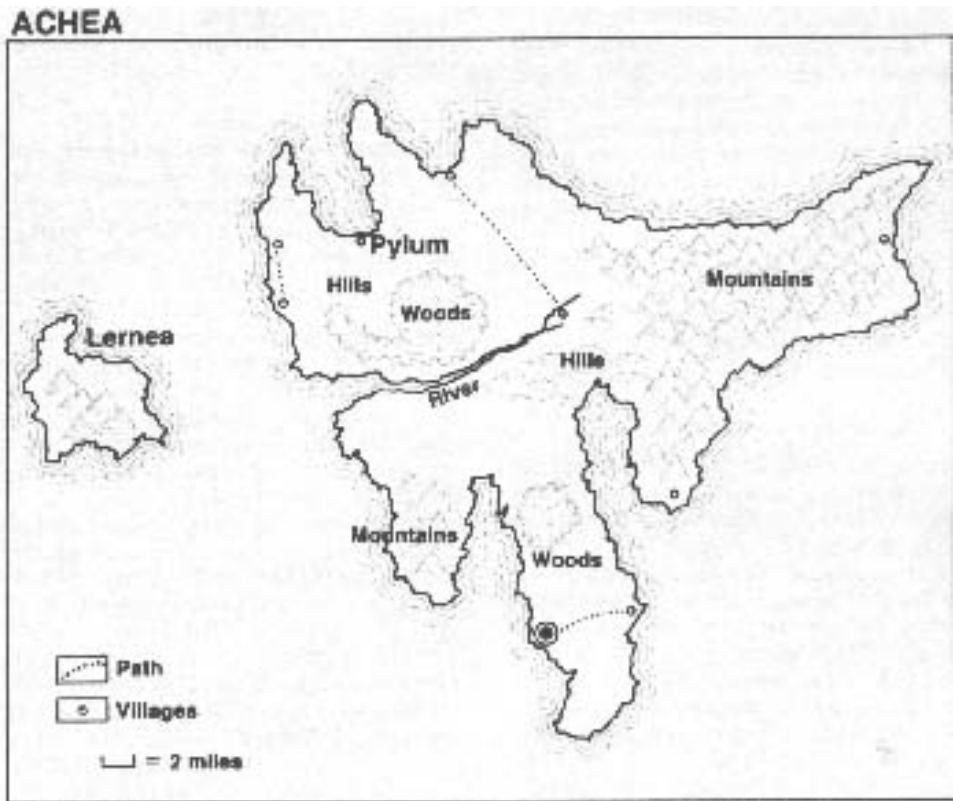 ACHEA
Pylum
Hills
Mountains
Woods
Lernea
Hills
River
Mountains
Woods
Path
Villages
= 2 miles